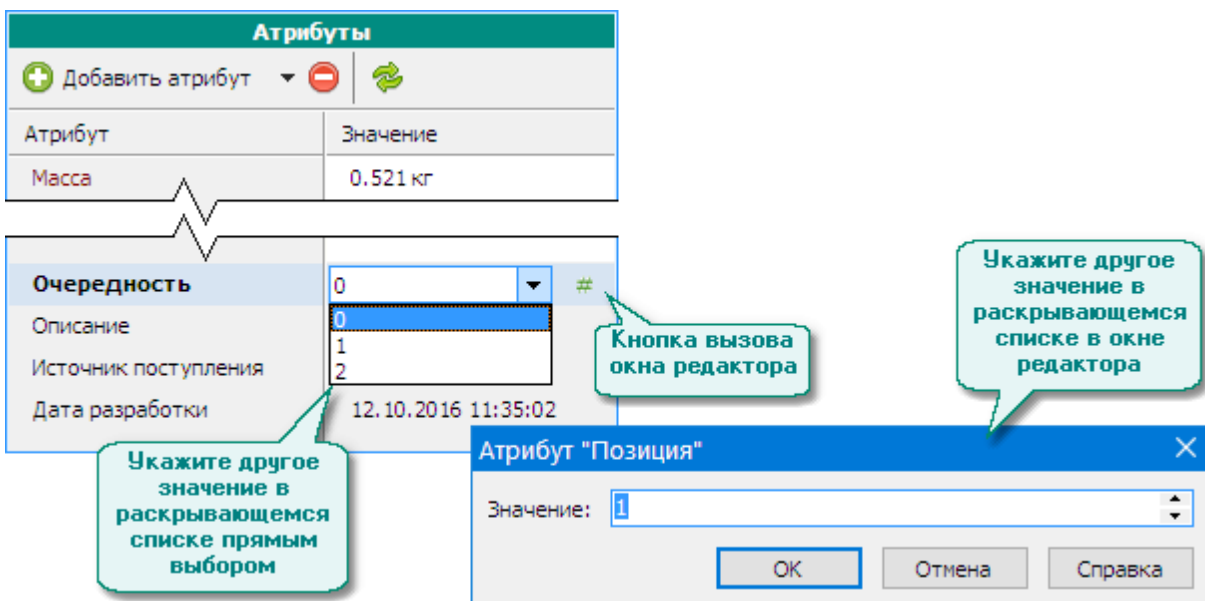 Атрибуты
Добавить атрибут
Атрибут Значение
Масса 0.521 кг
Очередность 0 #
0
Описание
1
Источник поступления
2
Дата разработки 12.10.2016 11:35:02
Кнопка вызова
окна редактора
Укажите другое
значение в
раскрывающемся
списке в окне
редактора
Укажите другое
значение в
раскрывающемся
списке прямым
выбором
Атрибут "Позиция"
Значение: 1
ОК Отмена Справка